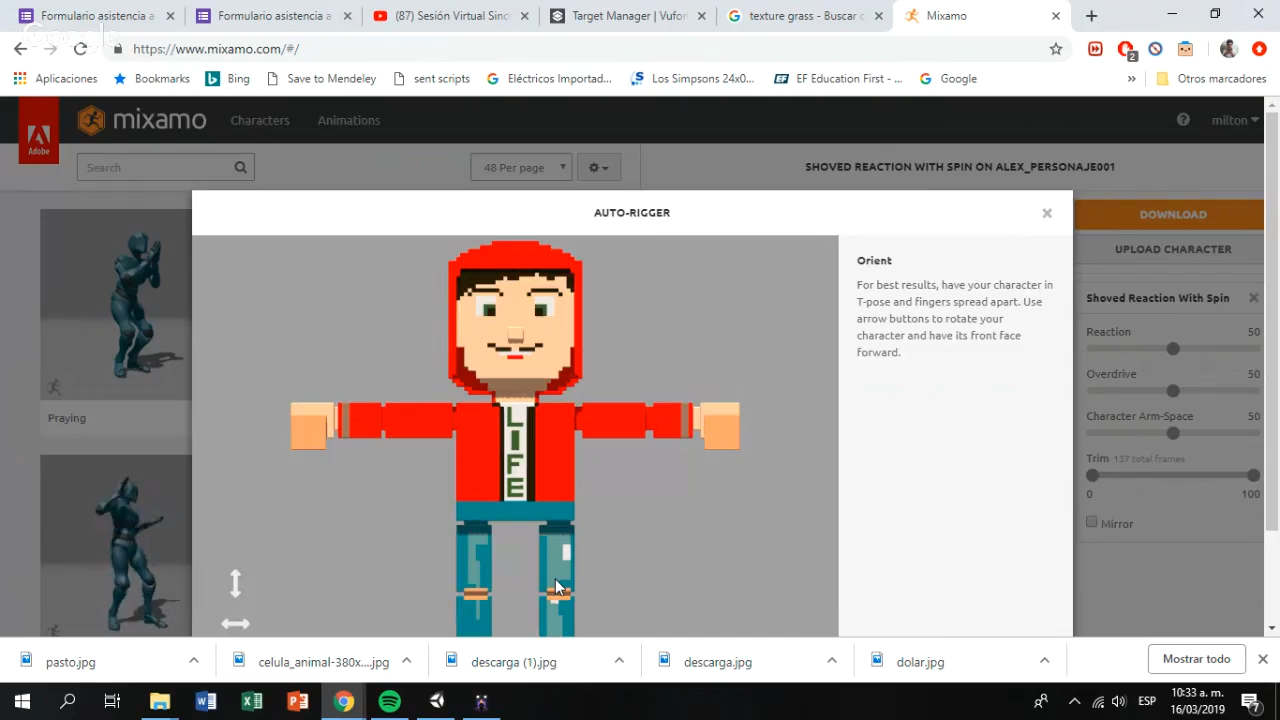 Formulario asistencia a
Formulario asistencia a
(87) Sesión Virtual Sinc
Target Manager | Vufor
texture grass - Buscar c
Mixamo
Google
https://www.mixamo.com/#/
2
Aplicaciones
Bookmarks
Bing
Save to Mendeley
sent scripts
Eléctricos Importad...
Los Simpsons 24x0...
EF Education First - ...
Google
»
Otros marcadores
Adobe
mixamo
Characters
Animations
milton
Search
48 Per page
SHOVED REACTION WITH SPIN ON ALEX_PERSONAJE001
AUTO-RIGGER
DOWNLOAD
UPLOAD CHARACTER
Orient
For best results, have your character in
T-pose and fingers spread apart. Use
arrow buttons to rotate your
character and have its front face
forward.
Shoved Reaction With Spin
Reaction 50
Overdrive 50
Character Arm-Space 50
Trim 137 total frames
0 100
Mirror
Praying
LIFE
pasto.jpg
celula_animal-380x....jpg
descarga (1).jpg
descarga.jpg
dolar.jpg
Mostrar todo
ESP
10:33 a. m.
16/03/2019
7